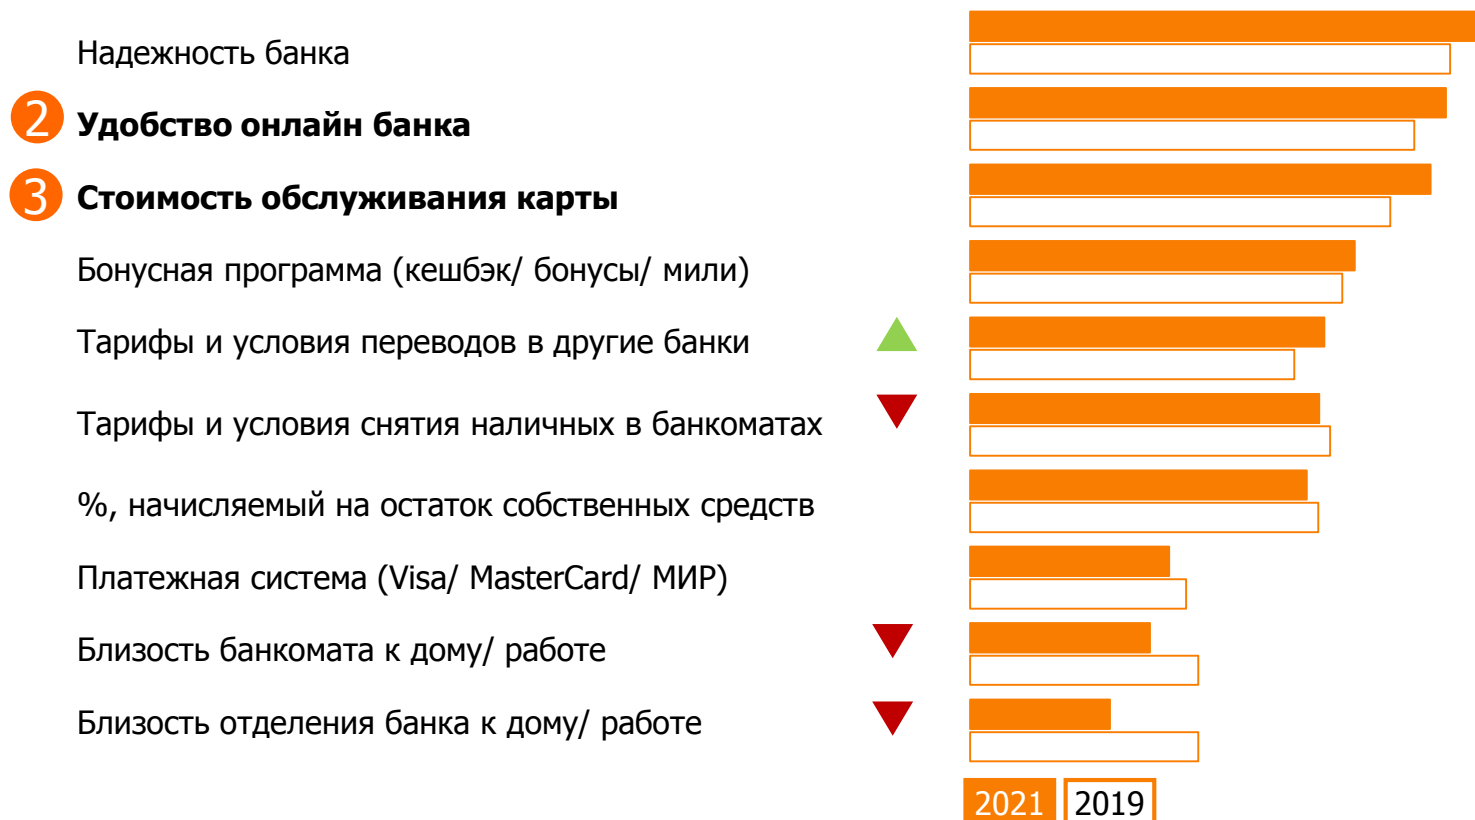 Надежность банка
2 Удобство онлайн банка
3 Стоимость обслуживания карты
Бонусная программа (кешбэк/ бонусы/ мили)
Тарифы и условия переводов в другие банки
Тарифы и условия снятия наличных в банкоматах
%, начисляемый на остаток собственных средств
Платежная система (Visa/ MasterCard/ МИР)
Близость банкомата к дому/ работе
Близость отделения банка к дому/ работе
2021 2019